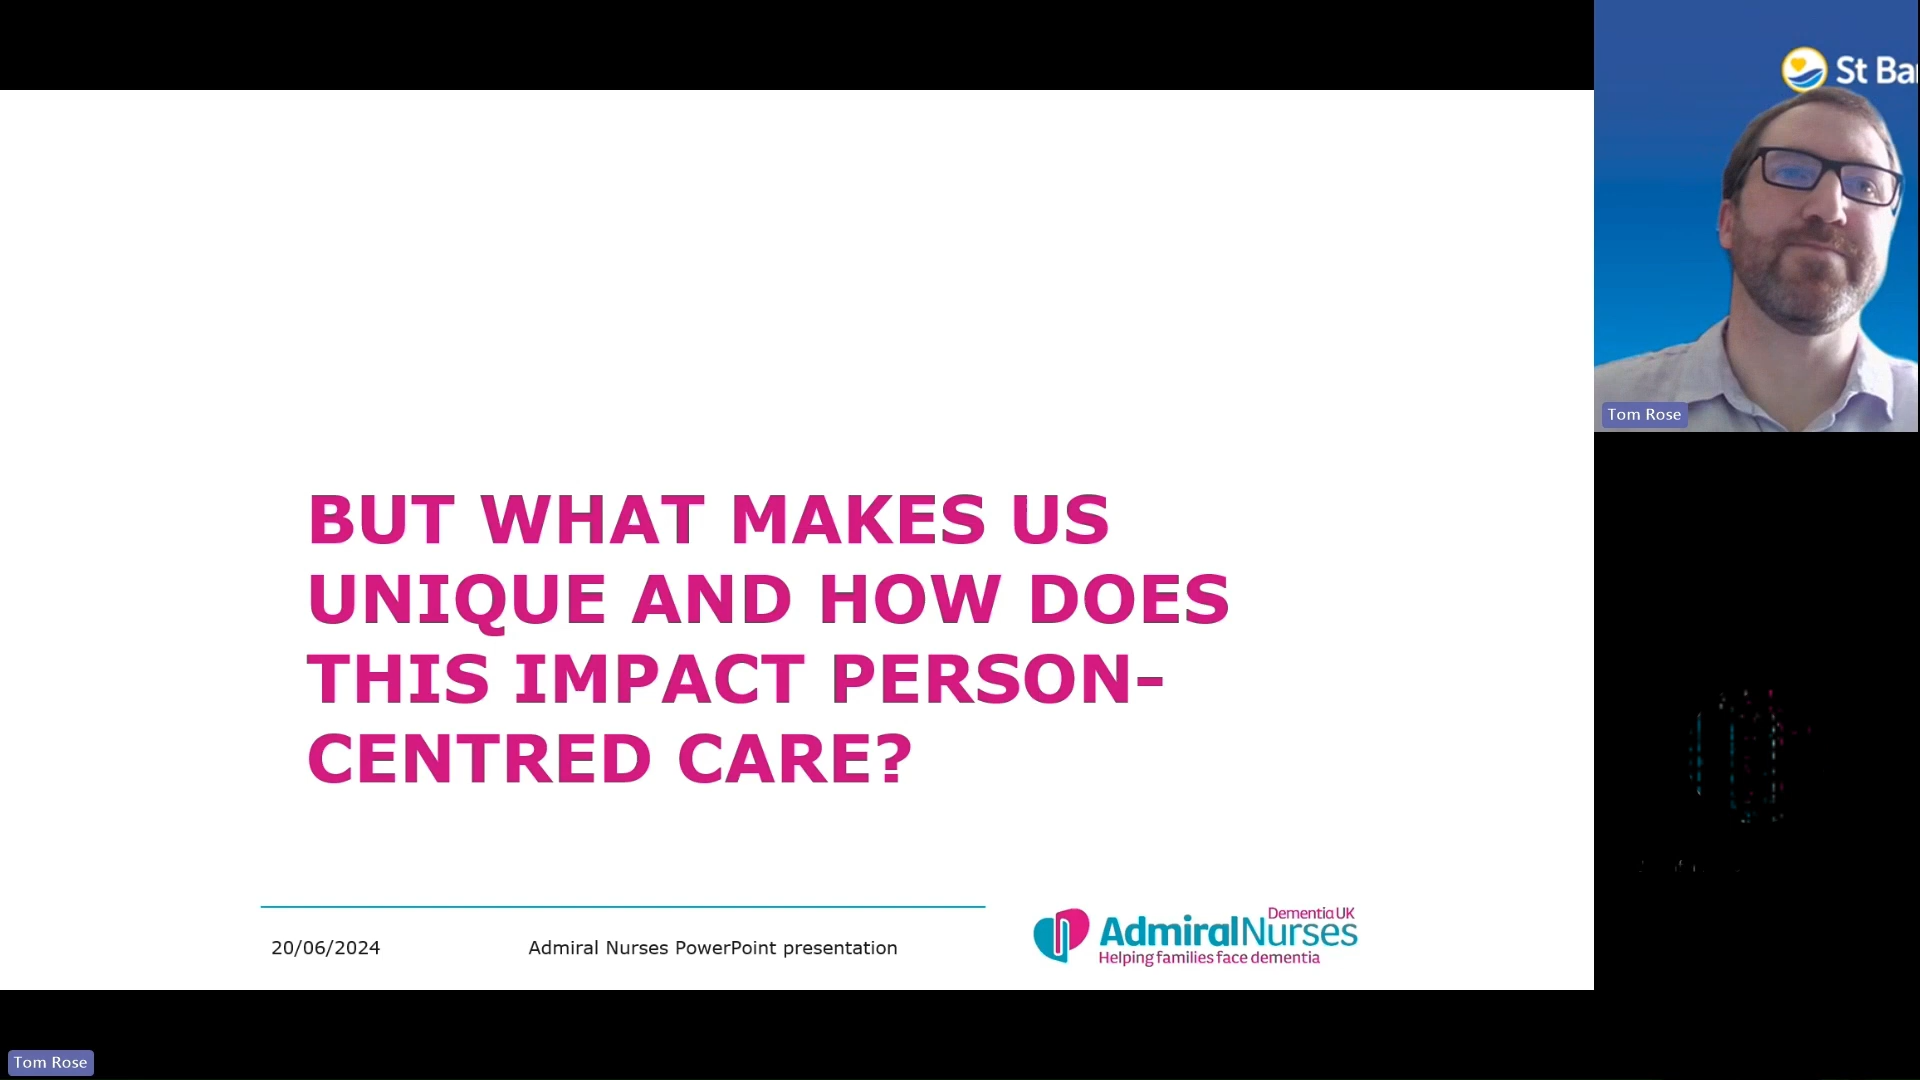 St Ba
Tom Rose
BUT WHAT MAKES US
UNIQUE AND HOW DOES
THIS IMPACT PERSON-
CENTRED CARE?
20/06/2024
Admiral Nurses PowerPoint presentation
Dementia UK
AdmiralNurses
Helping families face dementia
Tom Rose